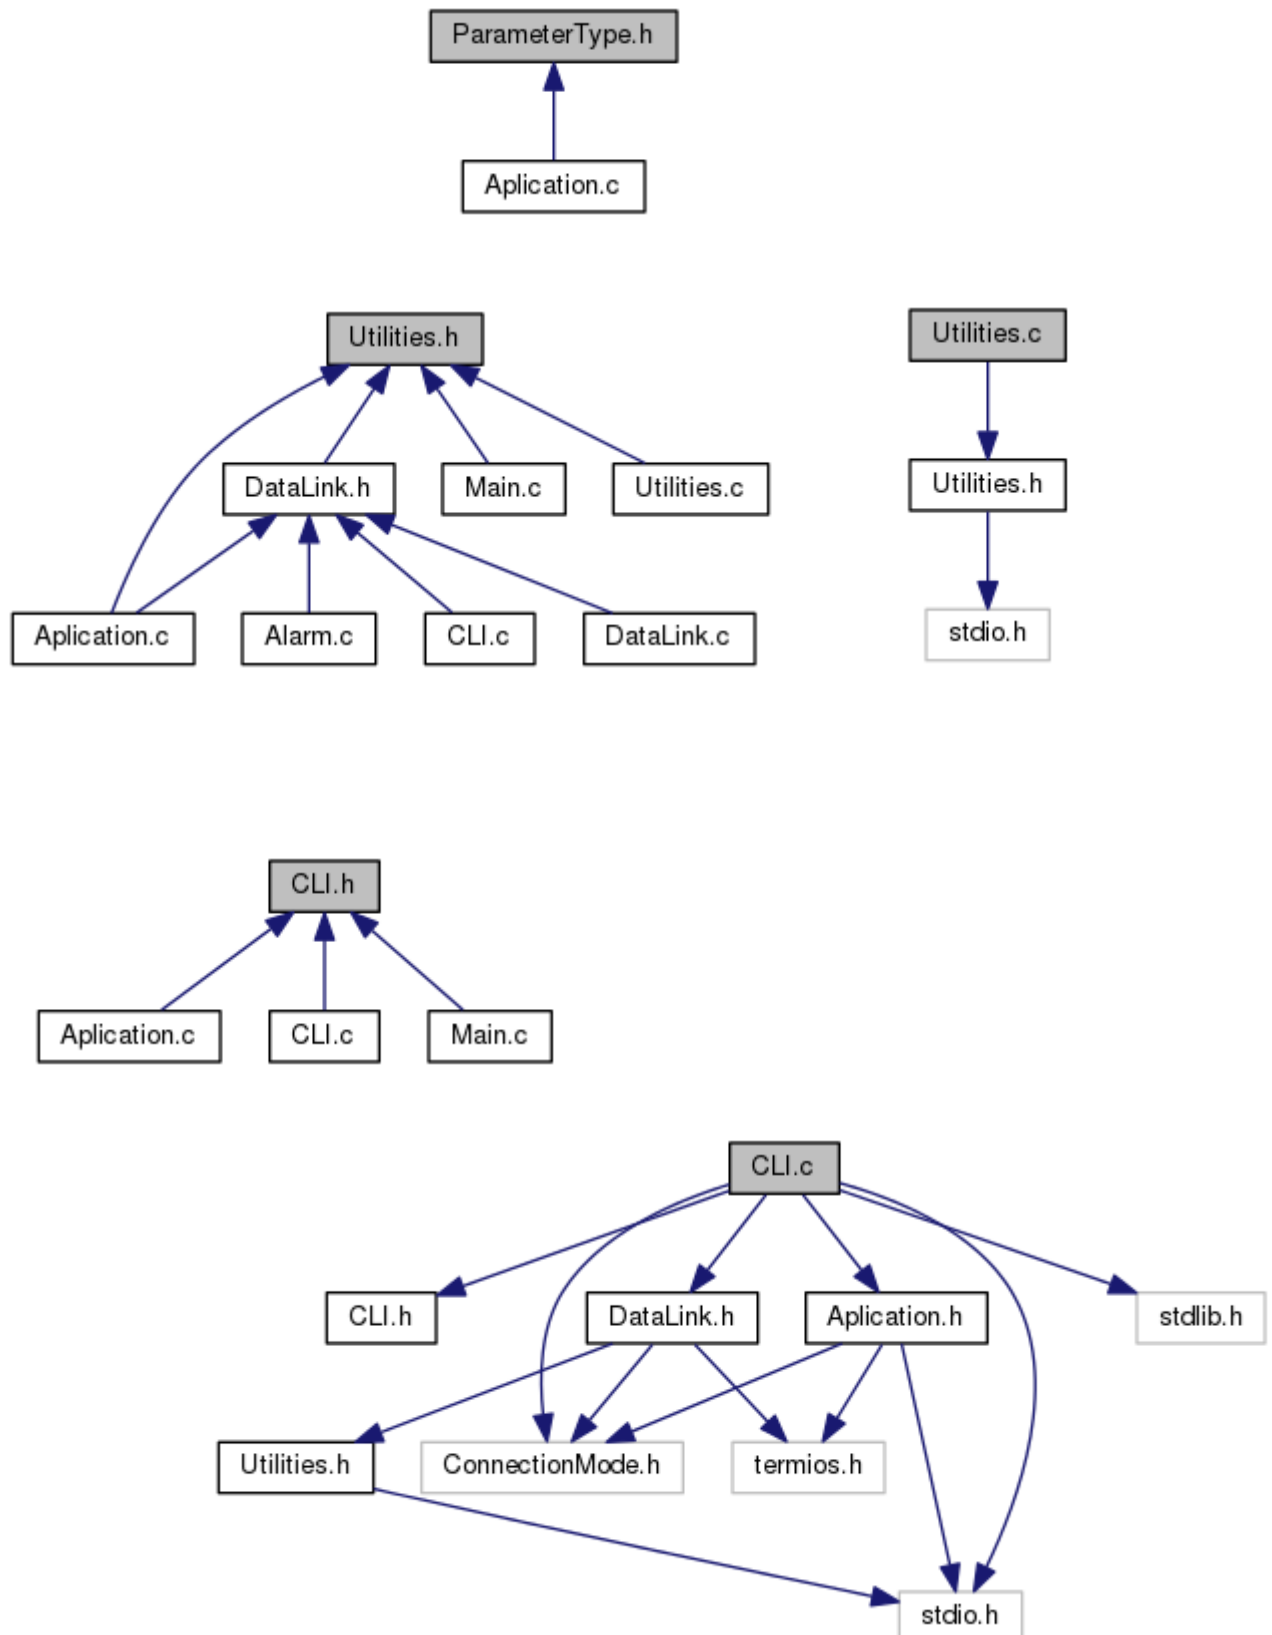 ParameterType.h
Aplication.c
Utilities.h
Utilities.c
DataLink.h
Main.c
Utilities.c
Utilities.h
Aplication.c
Alarm.c
CLI.c
DataLink.c
stdio.h
CLI.h
Aplication.c
CLI.c
Main.c
CLI.c
CLI.h
DataLink.h
Aplication.h
stdlib.h
Utilities.h
ConnectionMode.h
termios.h
stdio.h